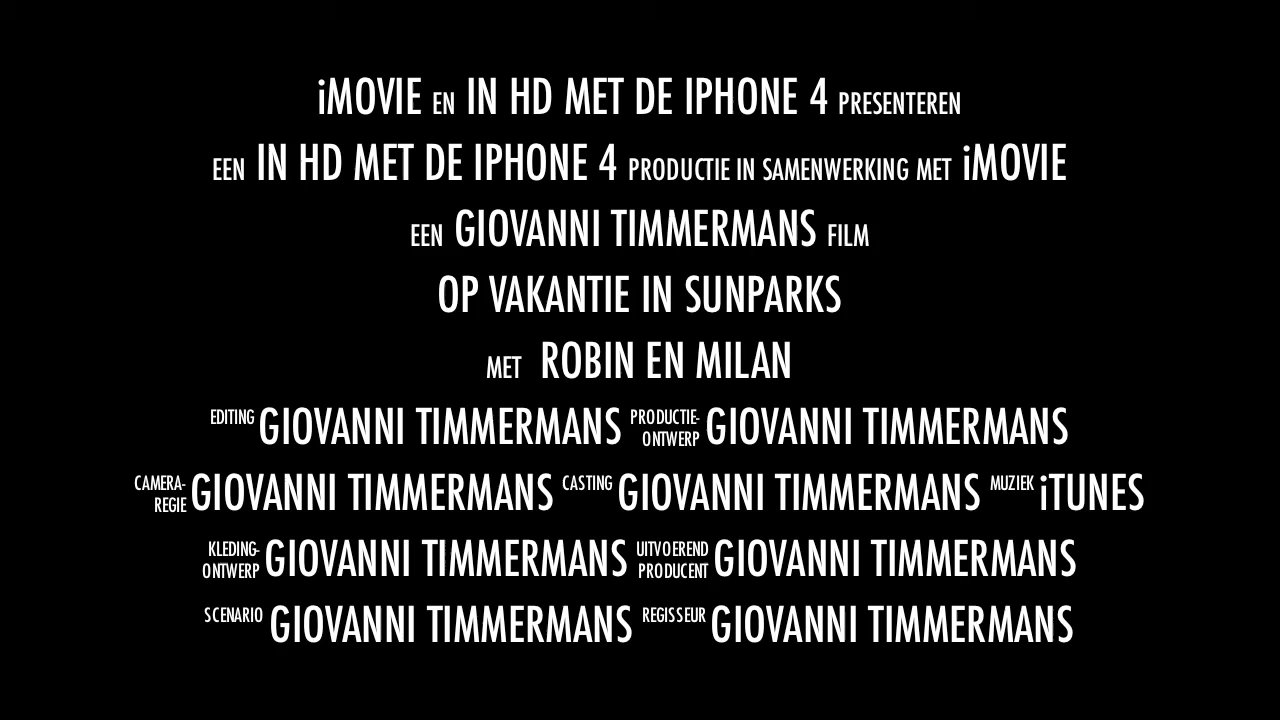 iMOVIE EN IN HD MET DE IPHONE 4 PRESENTEREN
EEN IN HD MET DE IPHONE 4 PRODUCTIE IN SAMENWERKING MET iMOVIE
EEN GIOVANNI TIMMERMANS FILM
OP VAKANTIE IN SUNPARKS
MET ROBIN EN MILAN
EDITING GIOVANNI TIMMERMANS PRODUCTIE-ONTWERP GIOVANNI TIMMERMANS
CAMERA-REGIE GIOVANNI TIMMERMANS CASTING GIOVANNI TIMMERMANS MUZIEK iTUNES
KLEDING-ONTWERP GIOVANNI TIMMERMANS UITVOEREND PRODUCENT GIOVANNI TIMMERMANS
SCENARIO GIOVANNI TIMMERMANS REGISSEUR GIOVANNI TIMMERMANS